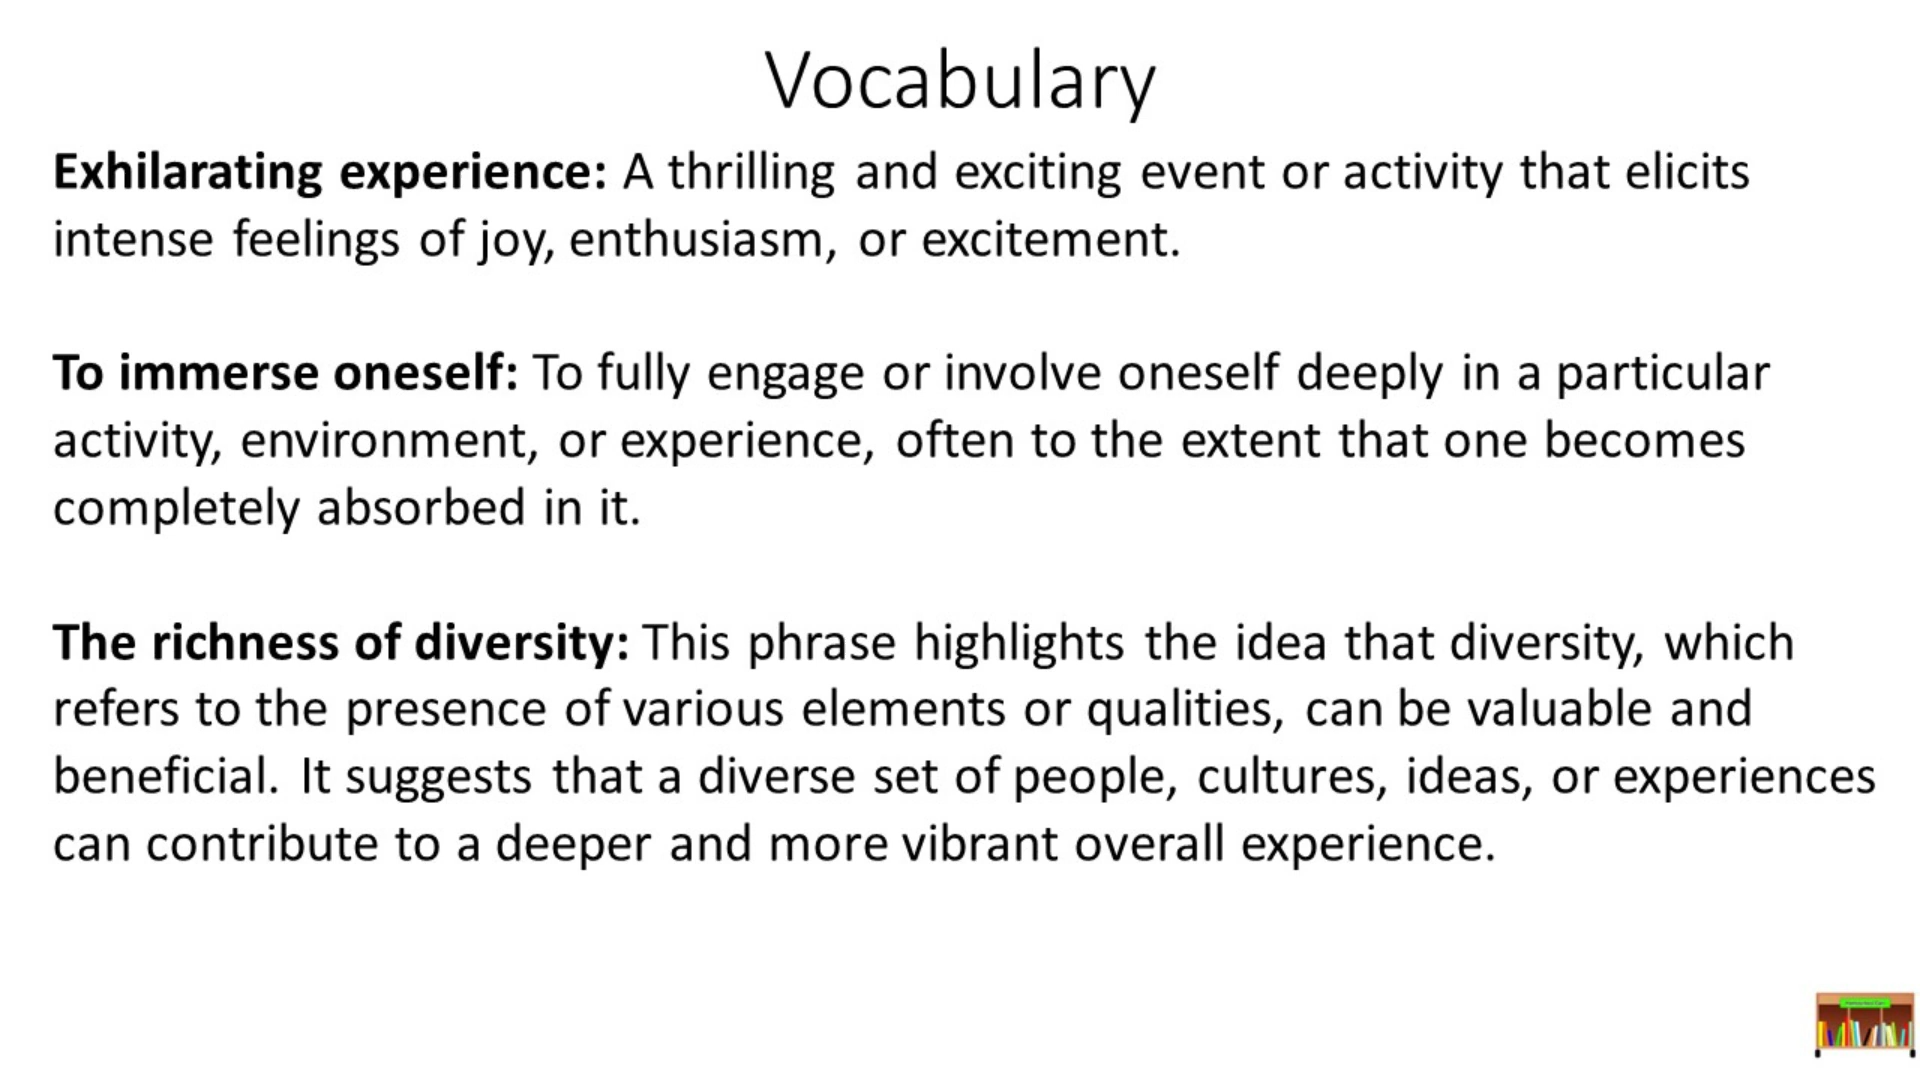 Vocabulary
Exhilarating experience: A thrilling and exciting event or activity that elicits
intense feelings of joy, enthusiasm, or excitement.
To immerse oneself: To fully engage or involve oneself deeply in a particular
activity, environment, or experience, often to the extent that one becomes
completely absorbed in it.
The richness of diversity: This phrase highlights the idea that diversity, which
refers to the presence of various elements or qualities, can be valuable and
beneficial. It suggests that a diverse set of people, cultures, ideas, or experiences
can contribute to a deeper and more vibrant overall experience.